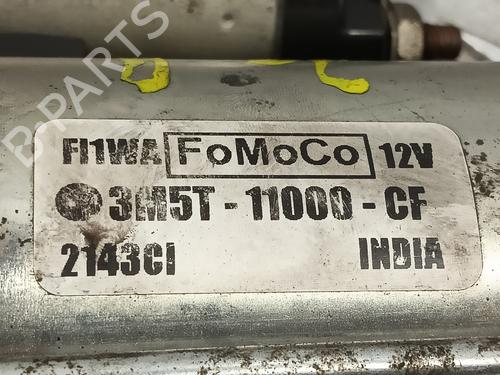 FI1WA FoMoCo 12V
3M5T - 11000 - CF
2143CI INDIA